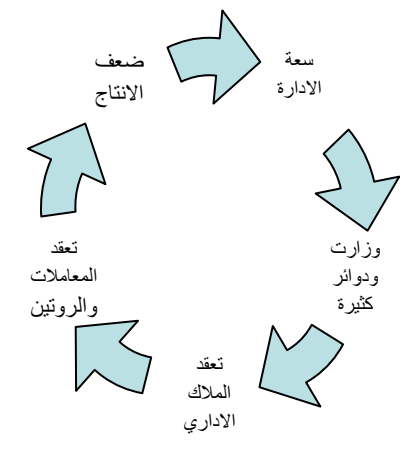 سعة
الادارة
وزارت
ودوائر
كثيرة
تعقد
الملاك
الاداري
تعقد
المعاملات
والروتين
ضعف
الانتاج